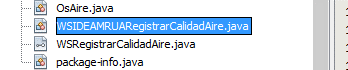 OsAire.java
WSIDEAMRUARegistrarCalidadAire.java
WSRegistrarCalidadAire.java
package-info.java